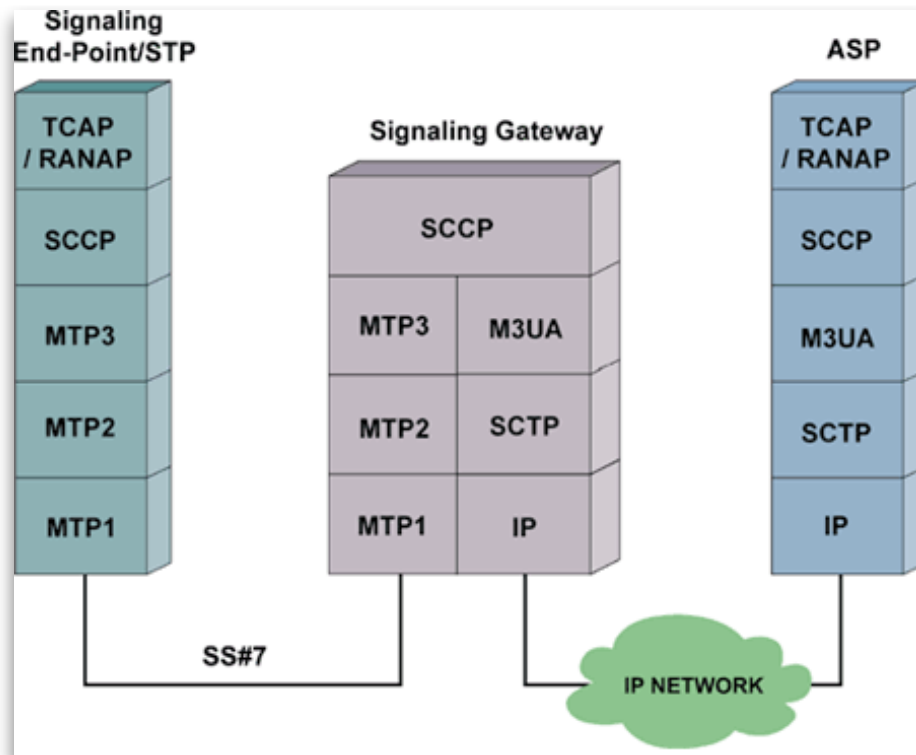 Signaling
End-Point/STP
TCAP
/ RANAP
SCCP
MTP3
MTP2
MTP1
Signaling Gateway
SCCP
MTP3
M3UA
MTP2
SCTP
MTP1
IP
ASP
TCAP
/ RANAP
SCCP
M3UA
SCTP
IP
SS#7
IP NETWORK